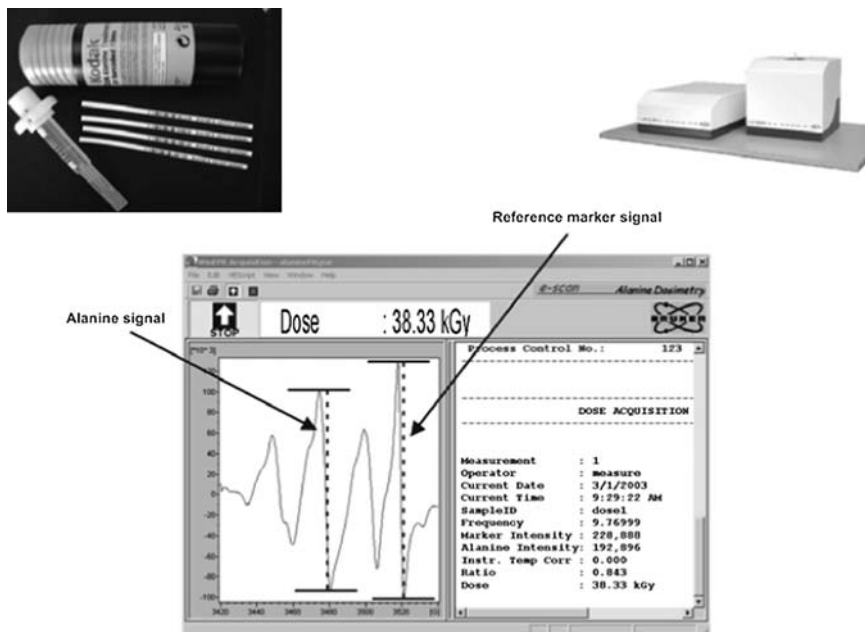 Kodak
Reference marker signal
Alanine signal
File Edit View Window Help
e-scan Alanine Dosimetry
STOP
Dose : 38.33 kGy
BRUKER
[*10^ 3]
100
80
60
40
20
0
-20
-40
-60
-80
-100
3420 3440 3460 3480 3500 3520 [G]
Process Control No.: 123
DOSE ACQUISITION
Measurement : 1
Operator : measure
Current Date : 3/1/2003
Current Time : 9:29:22 AM
SampleID : dose1
Frequency : 9.76999
Marker Intensity : 228,888
Alanine Intensity: 192,896
Instr. Temp Corr : 0.000
Ratio : 0.843
Dose : 38.33 kGy